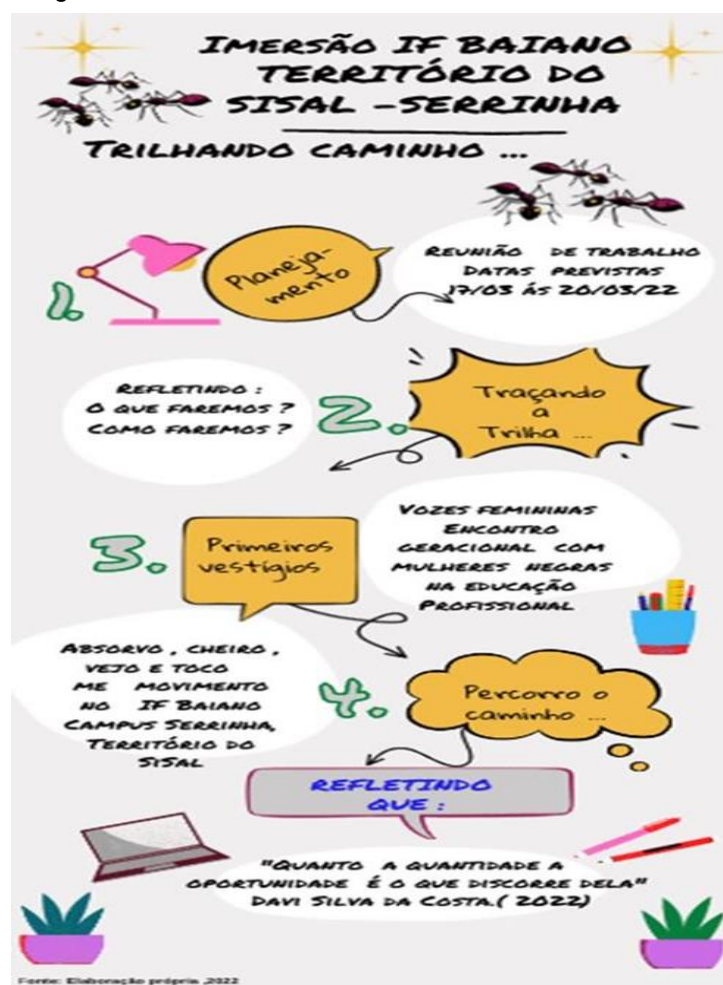 Imersão IF Baiano
Território do
Sisal -Serrinha
Trilhando caminho ...
1.
Planeja-
mento
Reunião de trabalho
Datas previstas
17/03 ás 20/03/22
Refletindo :
O que faremos ?
Como faremos ?
2.
Traçando
a
Trilha ...
3.
Primeiros
vestígios
Vozes femininas
Encontro
geracional com
mulheres negras
na educação
Profissional
Absorvo , cheiro ,
vejo e toco
me movimento
no IF Baiano
Campus Serrinha,
Território do
SiSal
4.
Percorro o
caminho ...
REFLETINDO
QUE :
"Quanto a quantidade a
oportunidade é o que discorre dela"
Davi Silva da Costa.( 2022)
Fonte: Elaboração própria ,2022